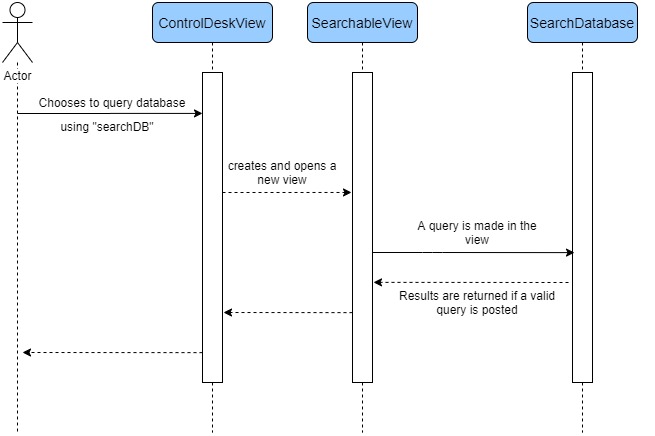 ControlDeskView
SearchableView
SearchDatabase
Actor
Chooses to query database
using "searchDB"
creates and opens a
new view
A query is made in the
view
Results are returned if a valid
query is posted